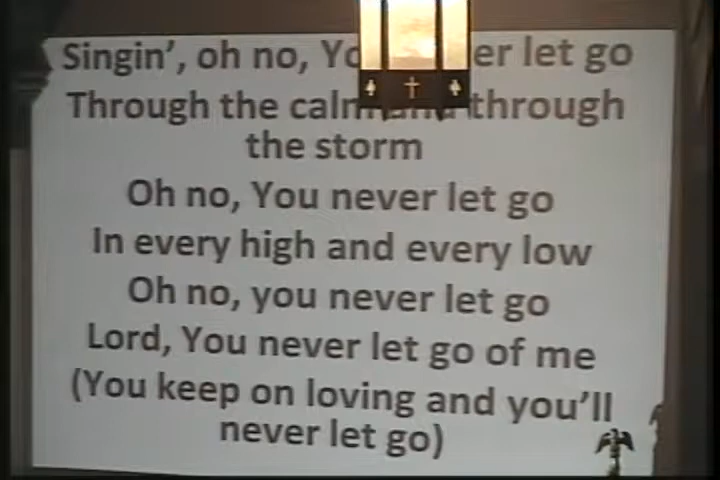 Singin', oh no, er let go
Through the calm through
the storm
Oh no, You never let go
In every high and every low
Oh no, you never let go
Lord, You never let go of me
(You keep on loving and you'll
never let go)